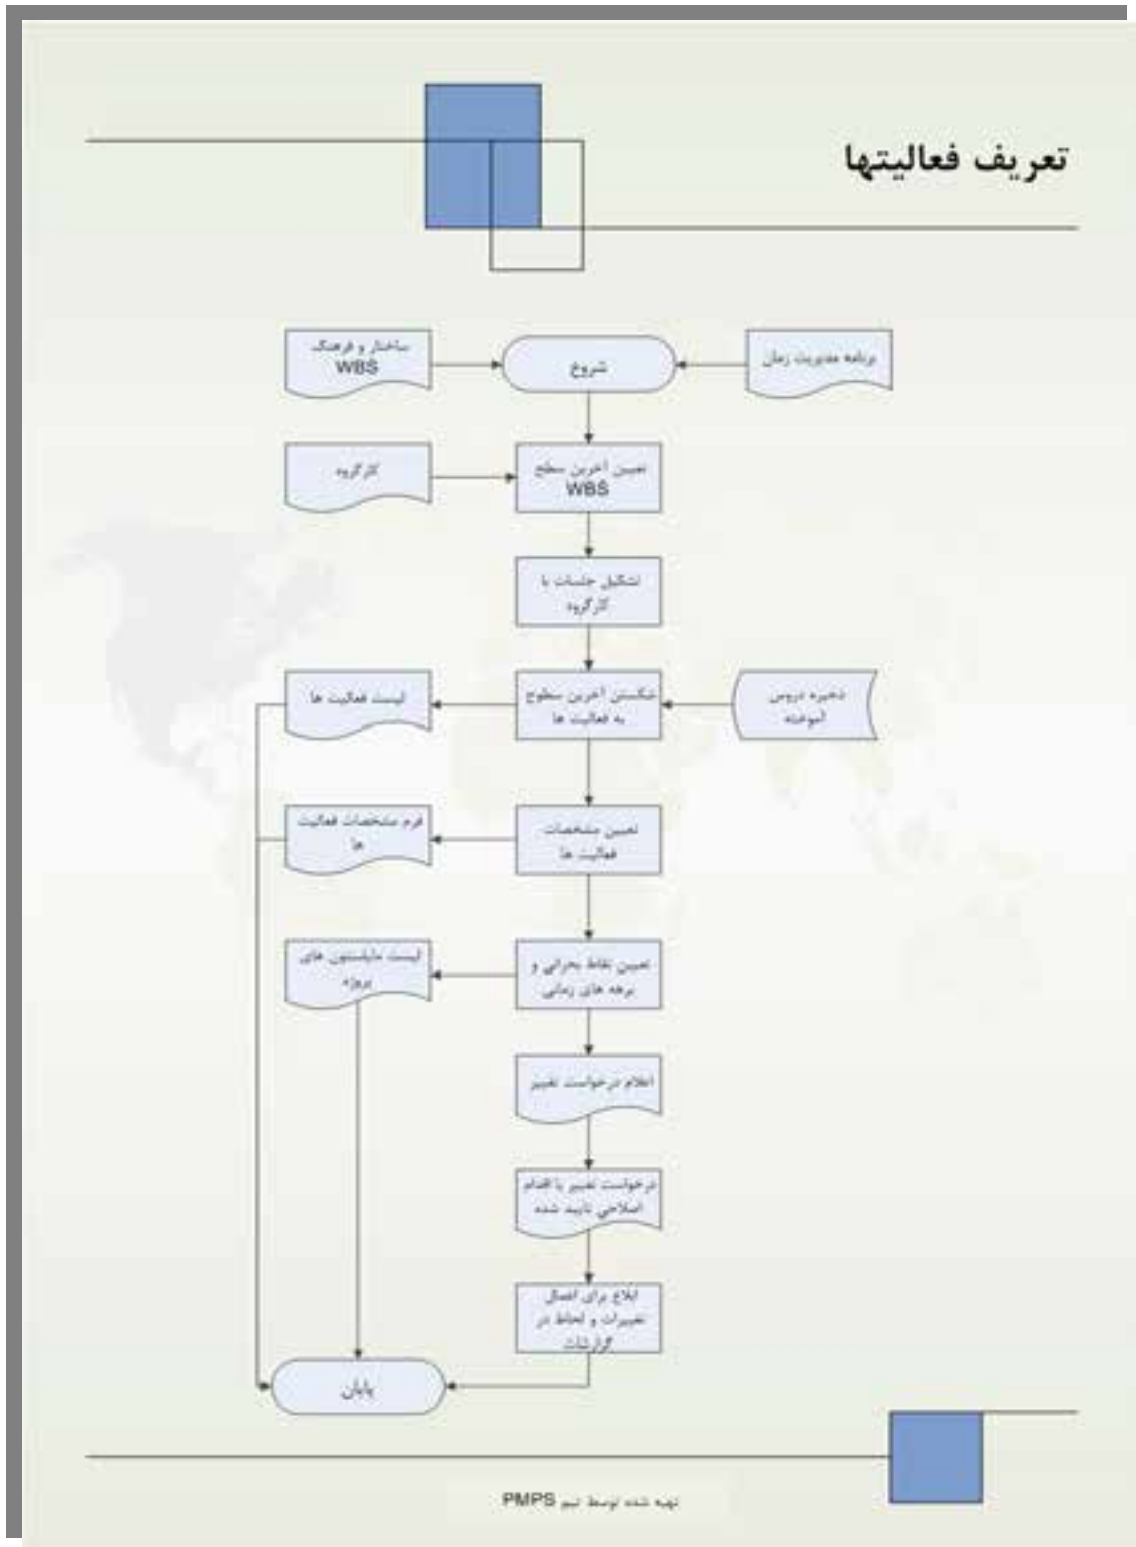 تعریف فعالیتها
برنامه مدیریت زمان
شروع
ساختار و فرهنگ
WBS
تعیین آخرین سطح
WBS
کارگروه
تشکیل جلسات با
کارگروه
ذخیره دروس
آموخته
شکستن آخرین سطوح
به فعالیت ها
لیست فعالیت ها
تعیین مشخصات
فعالیت ها
فرم مشخصات فعالیت
ها
تعیین نقاط بحرانی و
برهه های زمانی
لیست مایلستون های
پروژه
اعلام درخواست تغییر
درخواست تغییر یا اقدام
اصلاحی تایید شده
ابلاغ برای اعمال
تغییرات و لحاظ در
گزارشات
پایان
تهیه شده توسط تیم PMPS